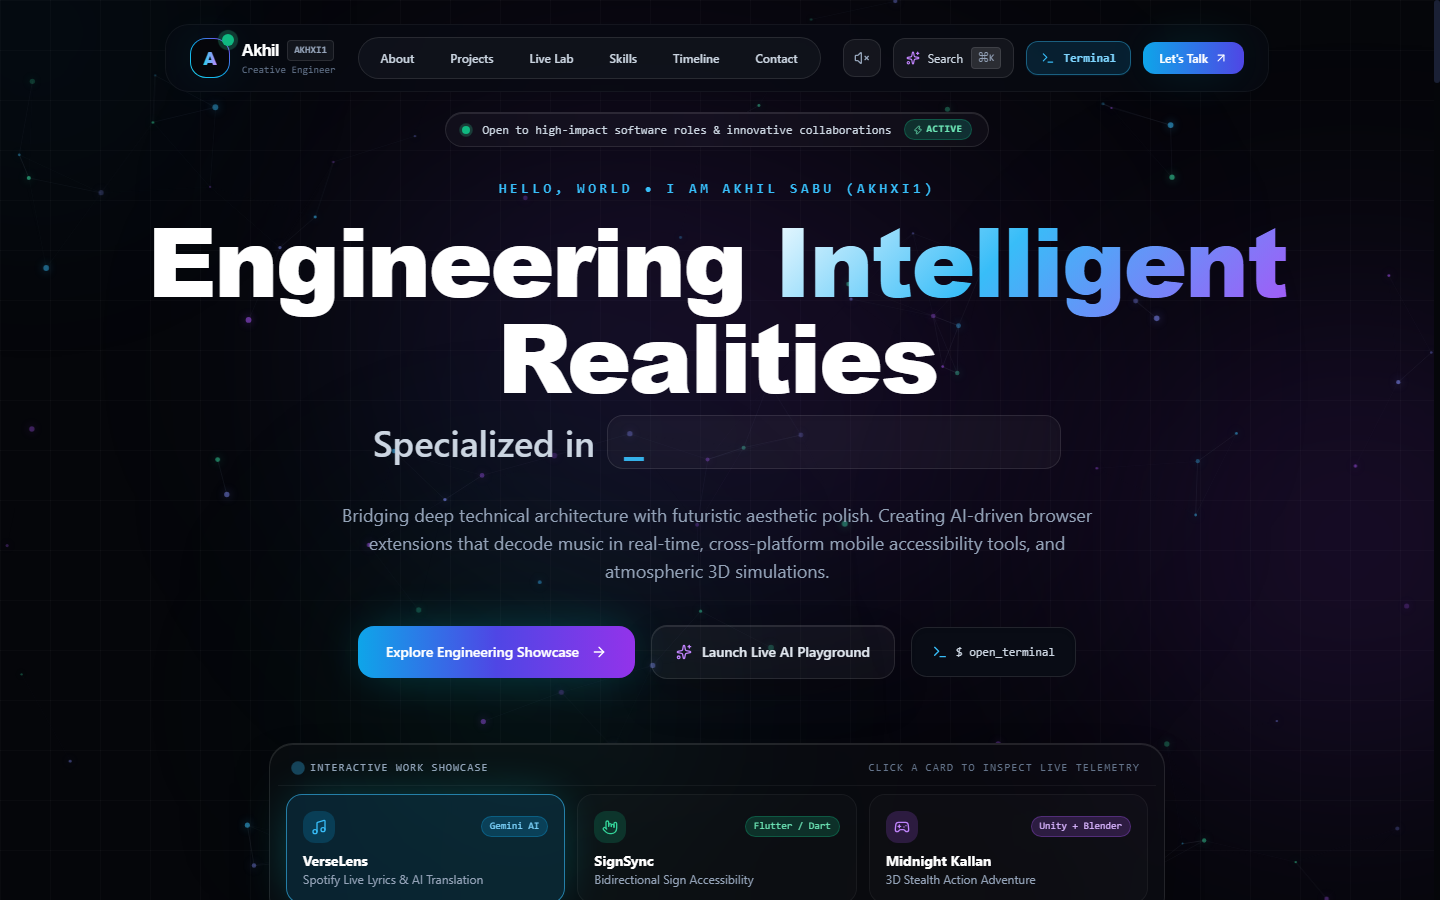 A
Akhil AKHXI1
Creative Engineer
About Projects Live Lab Skills Timeline Contact
Search ⌘K
>_ Terminal
Let's Talk
Open to high-impact software roles & innovative collaborations ACTIVE
HELLO, WORLD • I AM AKHIL SABU (AKHXI1)
Engineering Intelligent
Realities
Specialized in _
Bridging deep technical architecture with futuristic aesthetic polish. Creating AI-driven browser
extensions that decode music in real-time, cross-platform mobile accessibility tools, and
atmospheric 3D simulations.
Explore Engineering Showcase →
Launch Live AI Playground
>_ $ open_terminal
INTERACTIVE WORK SHOWCASE
CLICK A CARD TO INSPECT LIVE TELEMETRY
Gemini AI
VerseLens
Spotify Live Lyrics & AI Translation
Flutter / Dart
SignSync
Bidirectional Sign Accessibility
Unity + Blender
Midnight Kallan
3D Stealth Action Adventure